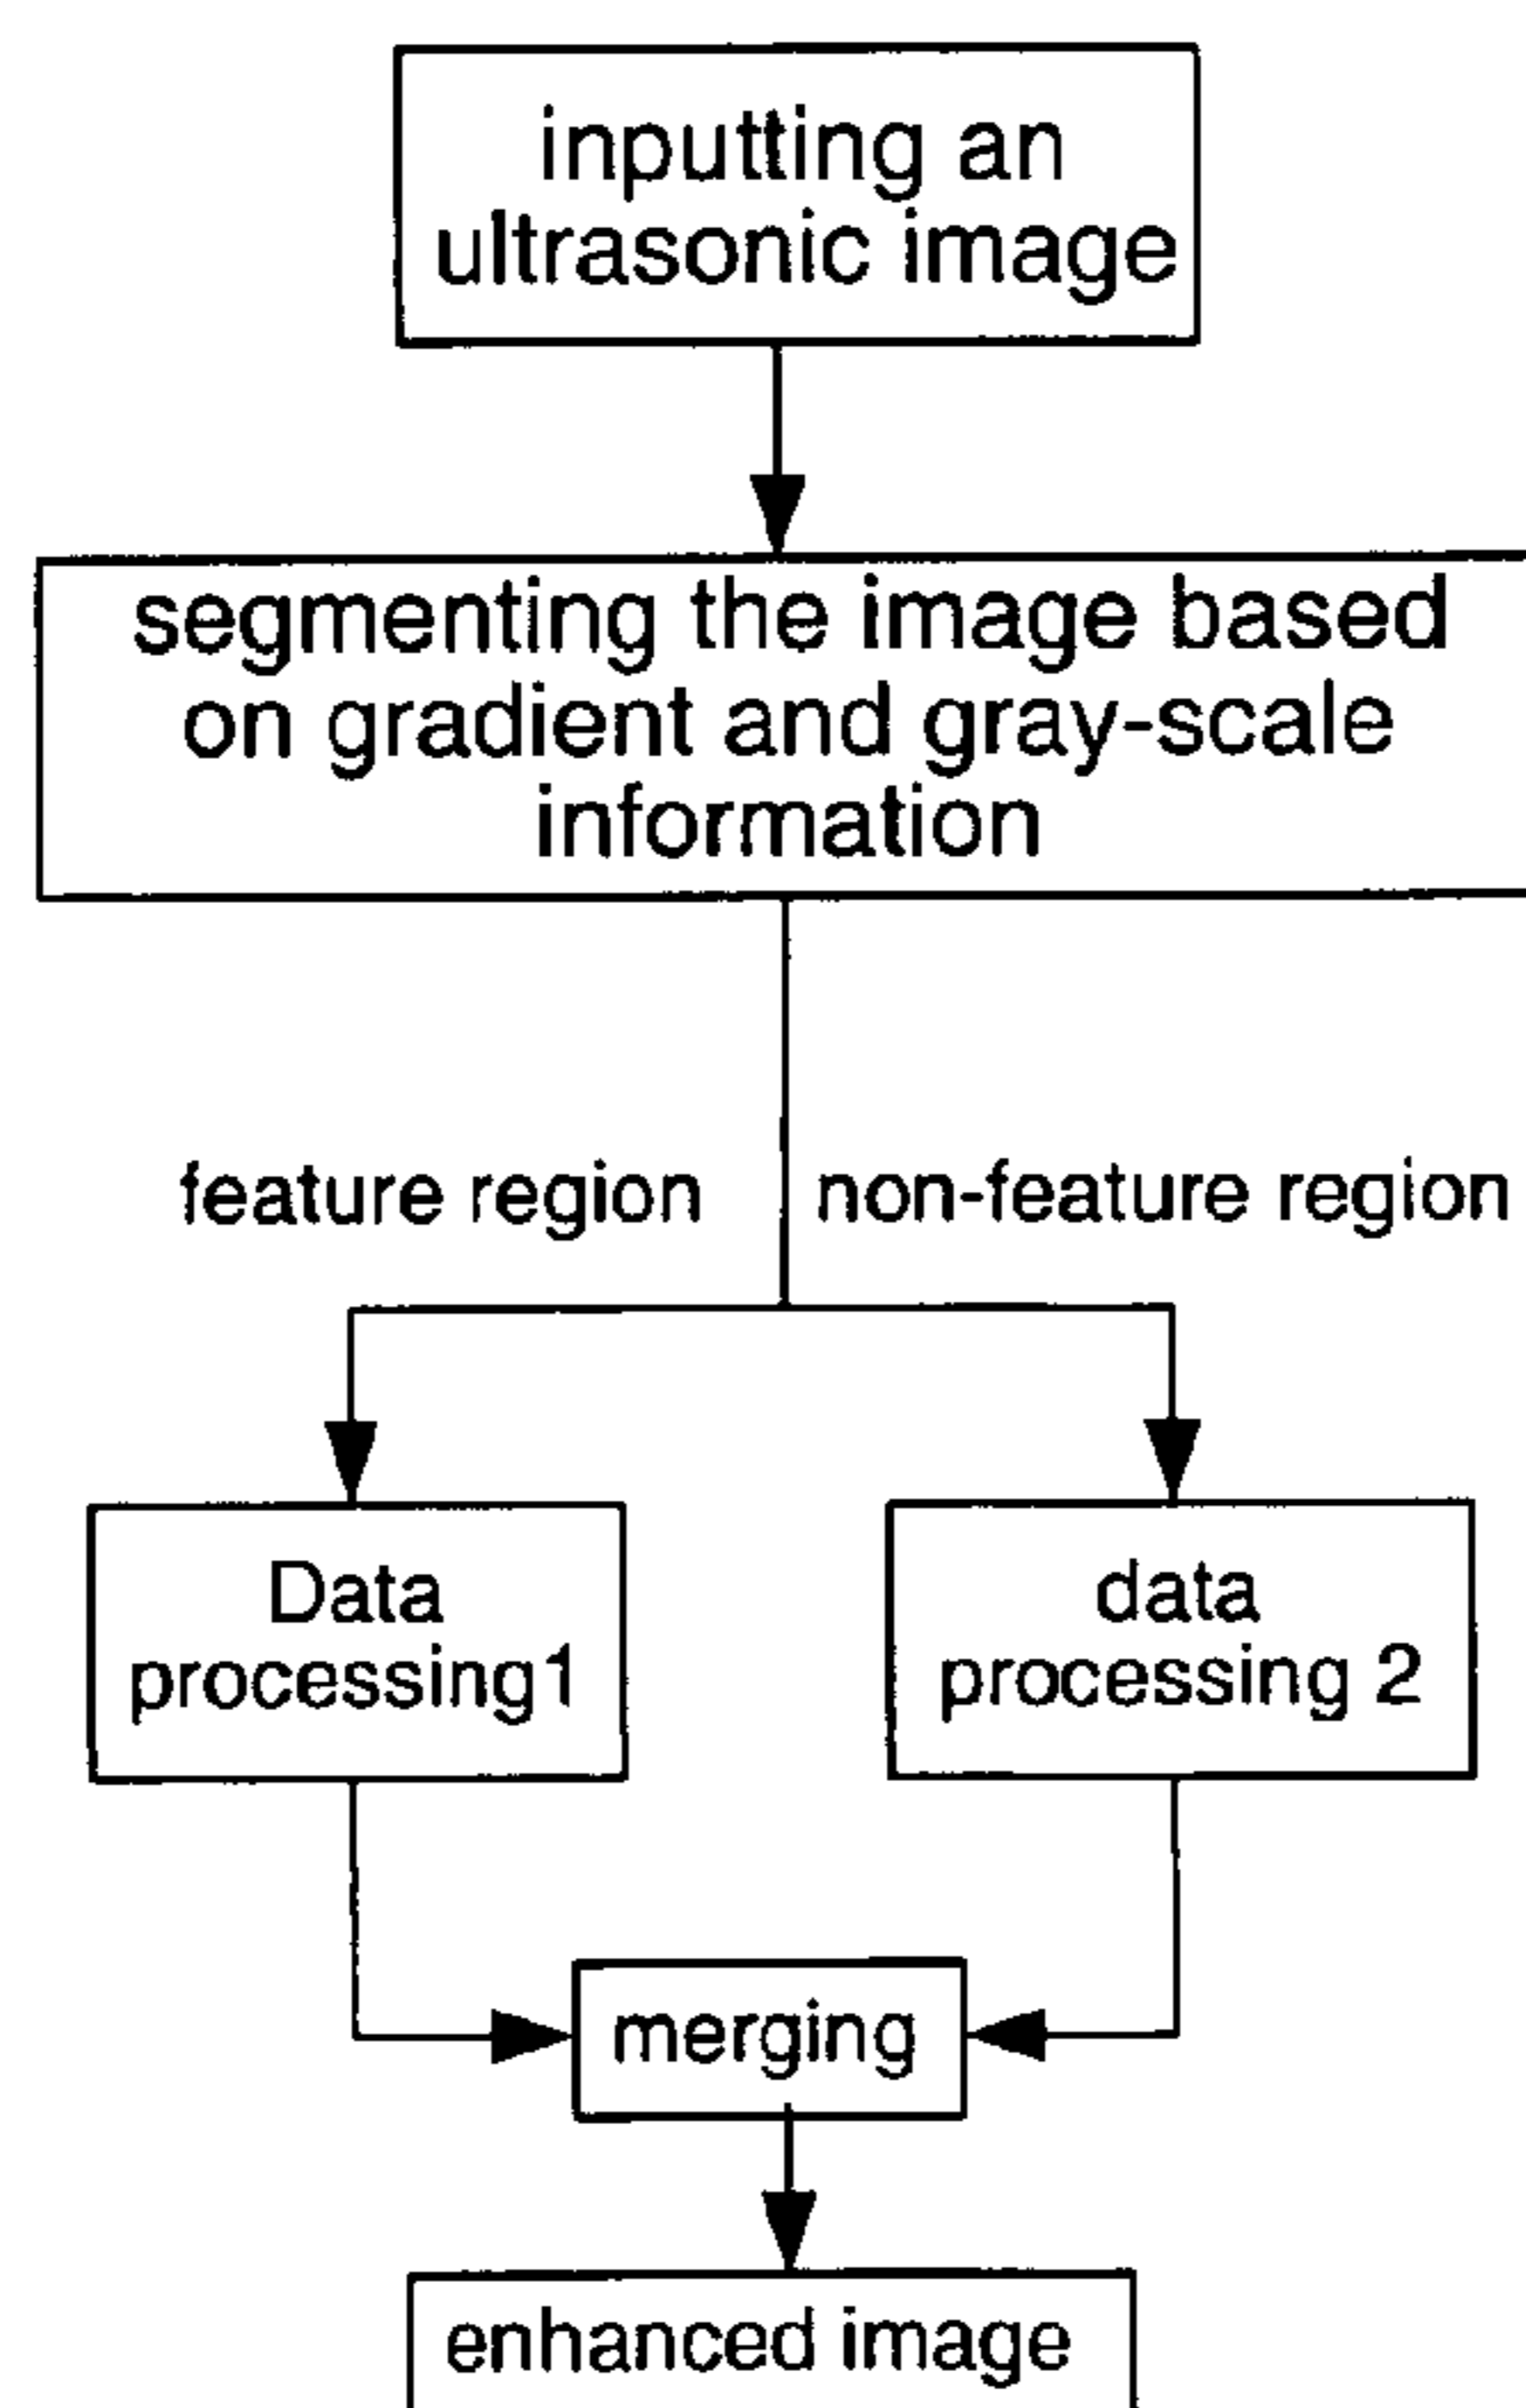 inputting an
ultrasonic image
segmenting the image based
on gradient and gray-scale
information
feature region
non-feature region
Data
processing1
data
processing 2
merging
enhanced image